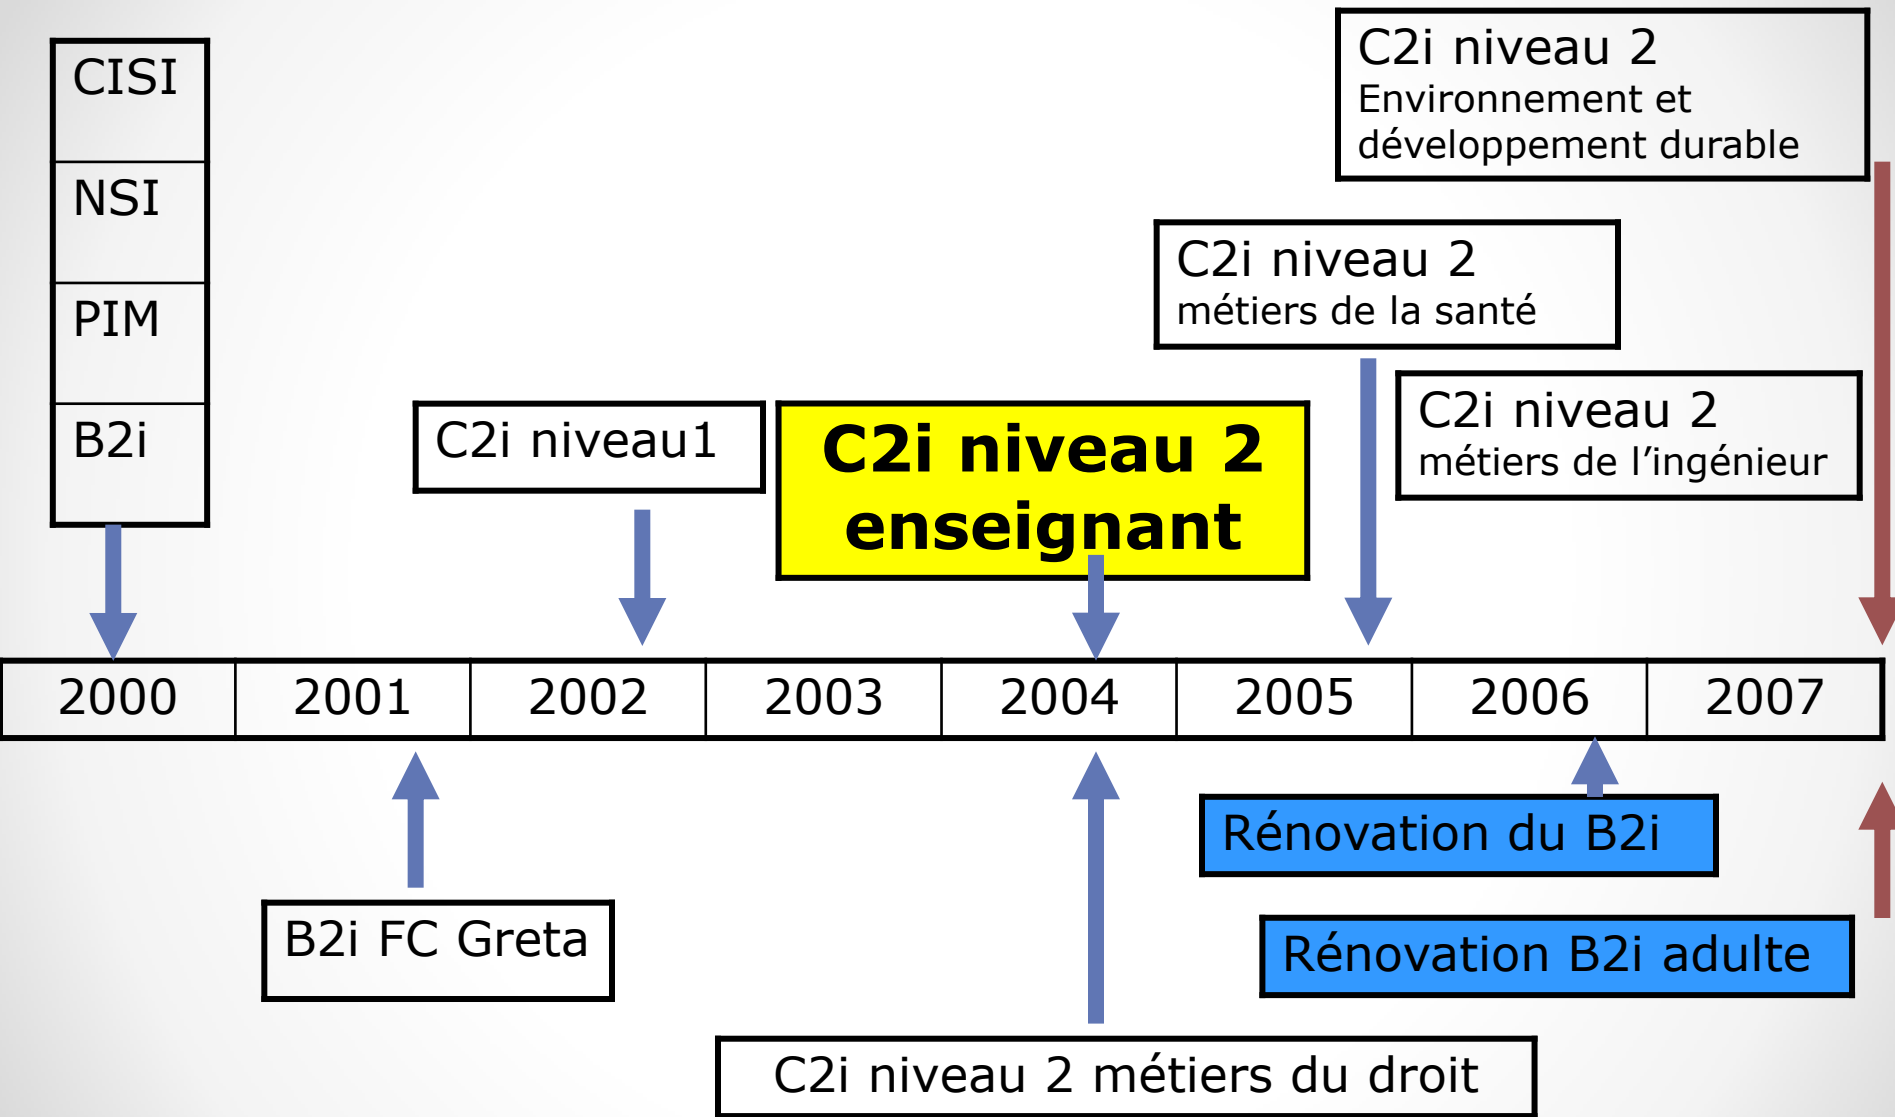 CISI
NSI
PIM
B2i
C2i niveau 2
Environnement et
développement durable
C2i niveau 2
métiers de la santé
C2i niveau 2
métiers de l’ingénieur
C2i niveau1
C2i niveau 2
enseignant
2000 2001 2002 2003 2004 2005 2006 2007
Rénovation du B2i
B2i FC Greta
Rénovation B2i adulte
C2i niveau 2 métiers du droit